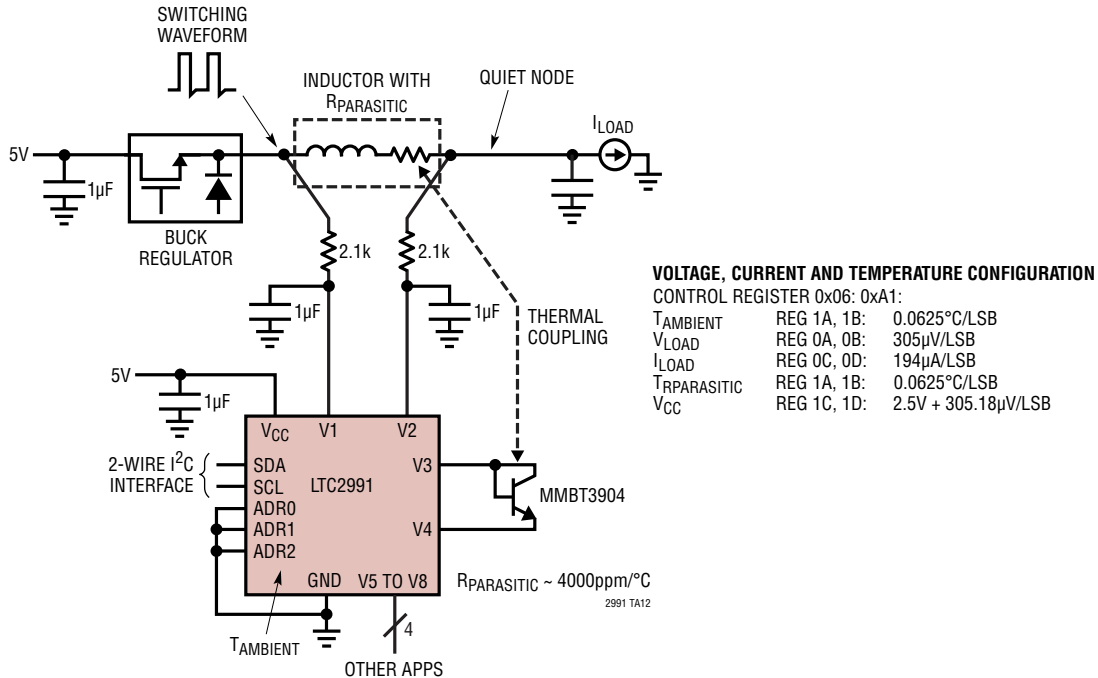 SWITCHING
WAVEFORM
INDUCTOR WITH
RPARASITIC
QUIET NODE
ILOAD
5V
1µF
BUCK
REGULATOR
2.1k
2.1k
1µF
1µF
THERMAL
COUPLING
5V
1µF
VCC
V1
V2
2-WIRE I2C
INTERFACE
SDA
SCL
LTC2991
V3
ADR0
ADR1
ADR2
V4
MMBT3904
GND
V5 TO V8
RPARASITIC ~ 4000ppm/°C
2991 TA12
TAMBIENT
4
OTHER APPS
VOLTAGE, CURRENT AND TEMPERATURE CONFIGURATION
CONTROL REGISTER 0x06: 0xA1:
TAMBIENT REG 1A, 1B: 0.0625°C/LSB
VLOAD REG 0A, 0B: 305µV/LSB
ILOAD REG 0C, 0D: 194µA/LSB
TRPARASITIC REG 1A, 1B: 0.0625°C/LSB
VCC REG 1C, 1D: 2.5V + 305.18µV/LSB